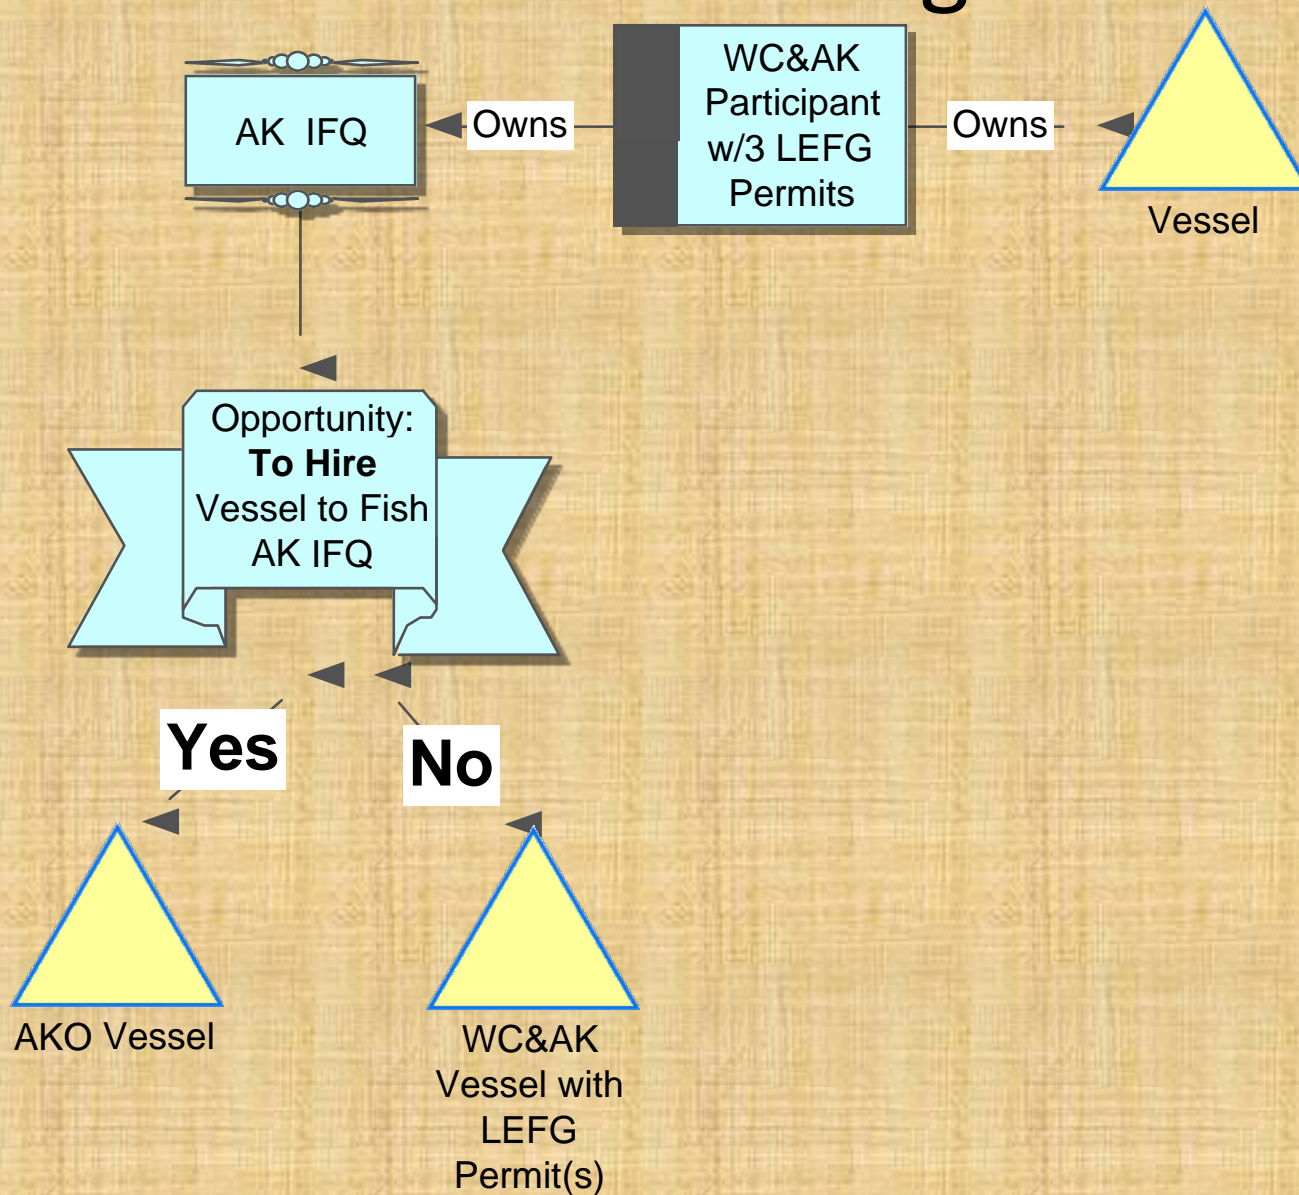 AK IFQ
Owns
WC&AK
Participant
w/3 LEFG
Permits
Owns
Vessel
Opportunity:
To Hire
Vessel to Fish
AK IFQ
Yes
No
AKO Vessel
WC&AK
Vessel with
LEFG
Permit(s)